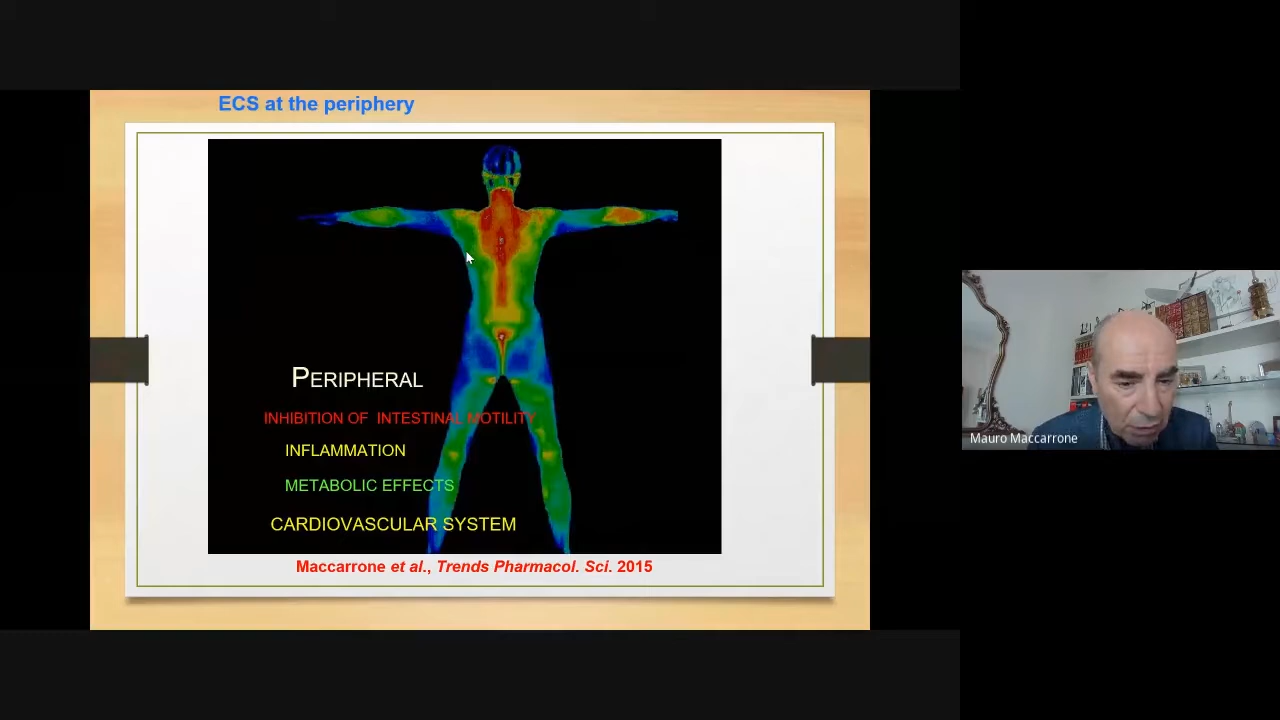 ECS at the periphery
PERIPHERAL
INHIBITION OF INTESTINAL MOTILITY
INFLAMMATION
METABOLIC EFFECTS
CARDIOVASCULAR SYSTEM
Maccarrone et al., Trends Pharmacol. Sci. 2015
Mauro Maccarrone